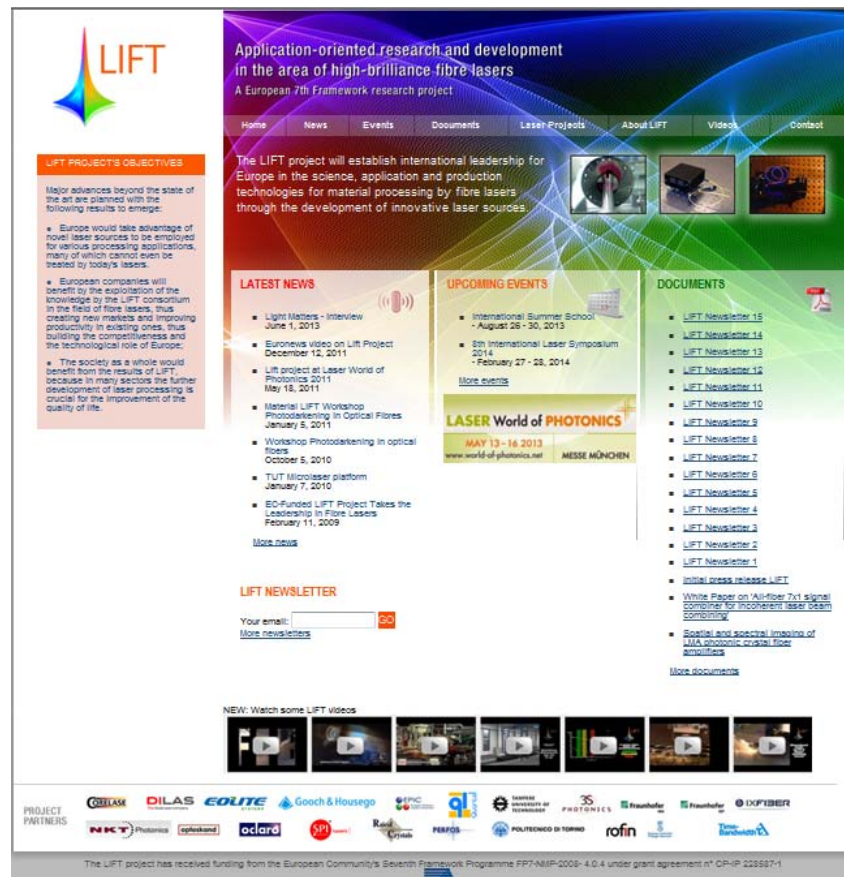 LIFT
Application-oriented research and development
in the area of high-brilliance fibre lasers
A European 7th Framework research project
Home News Events Documents Laser Projects About LIFT Videos Contact
LIFT PROJECT'S OBJECTIVES
Major advances beyond the state of
the art are planned with the
following results to emerge:
Europe would take advantage of
novel laser sources to be employed
for various processing applications,
many of which cannot even be
treated by today's lasers.
European companies will
benefit by the exploitation of the
knowledge by the LIFT consortium
in the field of fibre lasers, thus
creating new markets and improving
productivity in existing ones, thus
building the competitiveness and
the technological role of Europe;
The society as a whole would
benefit from the results of LIFT,
because in many sectors the further
development of laser processing is
crucial for the improvement of the
quality of life.
The LIFT project will establish international leadership for
Europe in the science, application and production
technologies for material processing by fibre lasers
through the development of innovative laser sources.
LATEST NEWS
Light Matters - Interview
June 1, 2013
Euronews video on Lift Project
December 12, 2011
Lift project at Laser World of
Photonics 2011
May 18, 2011
Material LIFT Workshop
Photodarkening in Optical Fibres
January 5, 2011
Workshop Photodarkening in optical
fibers
October 5, 2010
TUT Microlaser platform
January 7, 2010
EC-Funded LIFT Project Takes the
Leadership in Fibre Lasers
February 11, 2009
More news
UPCOMING EVENTS
International Summer School
- August 26 - 30, 2013
8th International Laser Symposium
2014
- February 27 - 28, 2014
More events
LASER World of PHOTONICS
MAY 13 - 16 2013
www.world-of-photonics.net MESSE MÜNCHEN
DOCUMENTS
LIFT Newsletter 15
LIFT Newsletter 14
LIFT Newsletter 13
LIFT Newsletter 12
LIFT Newsletter 11
LIFT Newsletter 10
LIFT Newsletter 9
LIFT Newsletter 8
LIFT Newsletter 7
LIFT Newsletter 6
LIFT Newsletter 5
LIFT Newsletter 4
LIFT Newsletter 3
LIFT Newsletter 2
LIFT Newsletter 1
Initial press release LIFT
White Paper on 'All-fiber 7x1 signal
combiner for incoherent laser beam
combining'
Spatial and spectral imaging of
LMA photonic crystal fiber
amplifiers
More documents
LIFT NEWSLETTER
Your email: GO
More newsletters
NEW: Watch some LIFT videos
PROJECT
PARTNERS
CORELASE DILAS EOLITE Gooch & Housego EPIC TAMPERE UNIVERSITY OF TECHNOLOGY 3S PHOTONICS Fraunhofer Fraunhofer IXFIBER
NKT Photonics optoskand oclaro SPI Lasers Raicol Crystals PERFOS POLITECNICO DI TORINO rofin Time-Bandwidth
The LIFT project has received funding from the European Community's Seventh Framework Programme FP7-NMP-2008- 4.0.4 under grant agreement n° CP-IP 228587-1